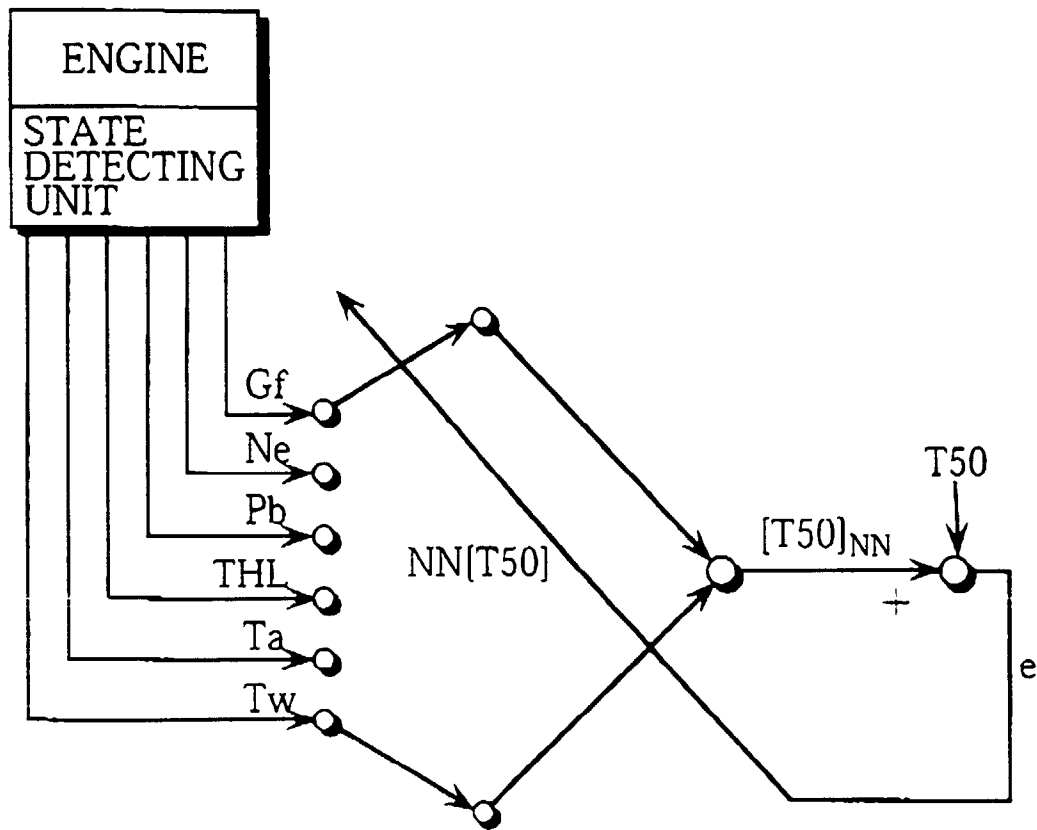 ENGINE
STATE
DETECTING
UNIT
Gf
Ne
Pb
THL
Ta
Tw
NN[T50]
[T50]NN
T50
+
e